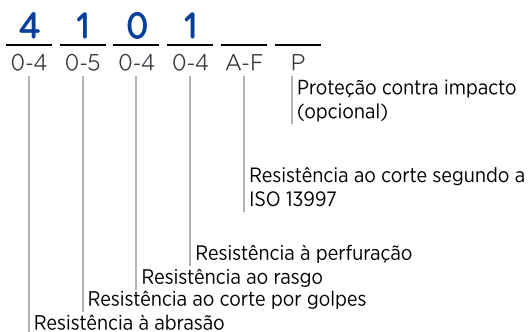 4 1 0 1
0-4 0-5 0-4 0-4 A-F P
Proteção contra impacto
(opcional)
Resistência ao corte segundo a
ISO 13997
Resistência à perfuração
Resistência ao rasgo
Resistência ao corte por golpes
Resistência à abrasão